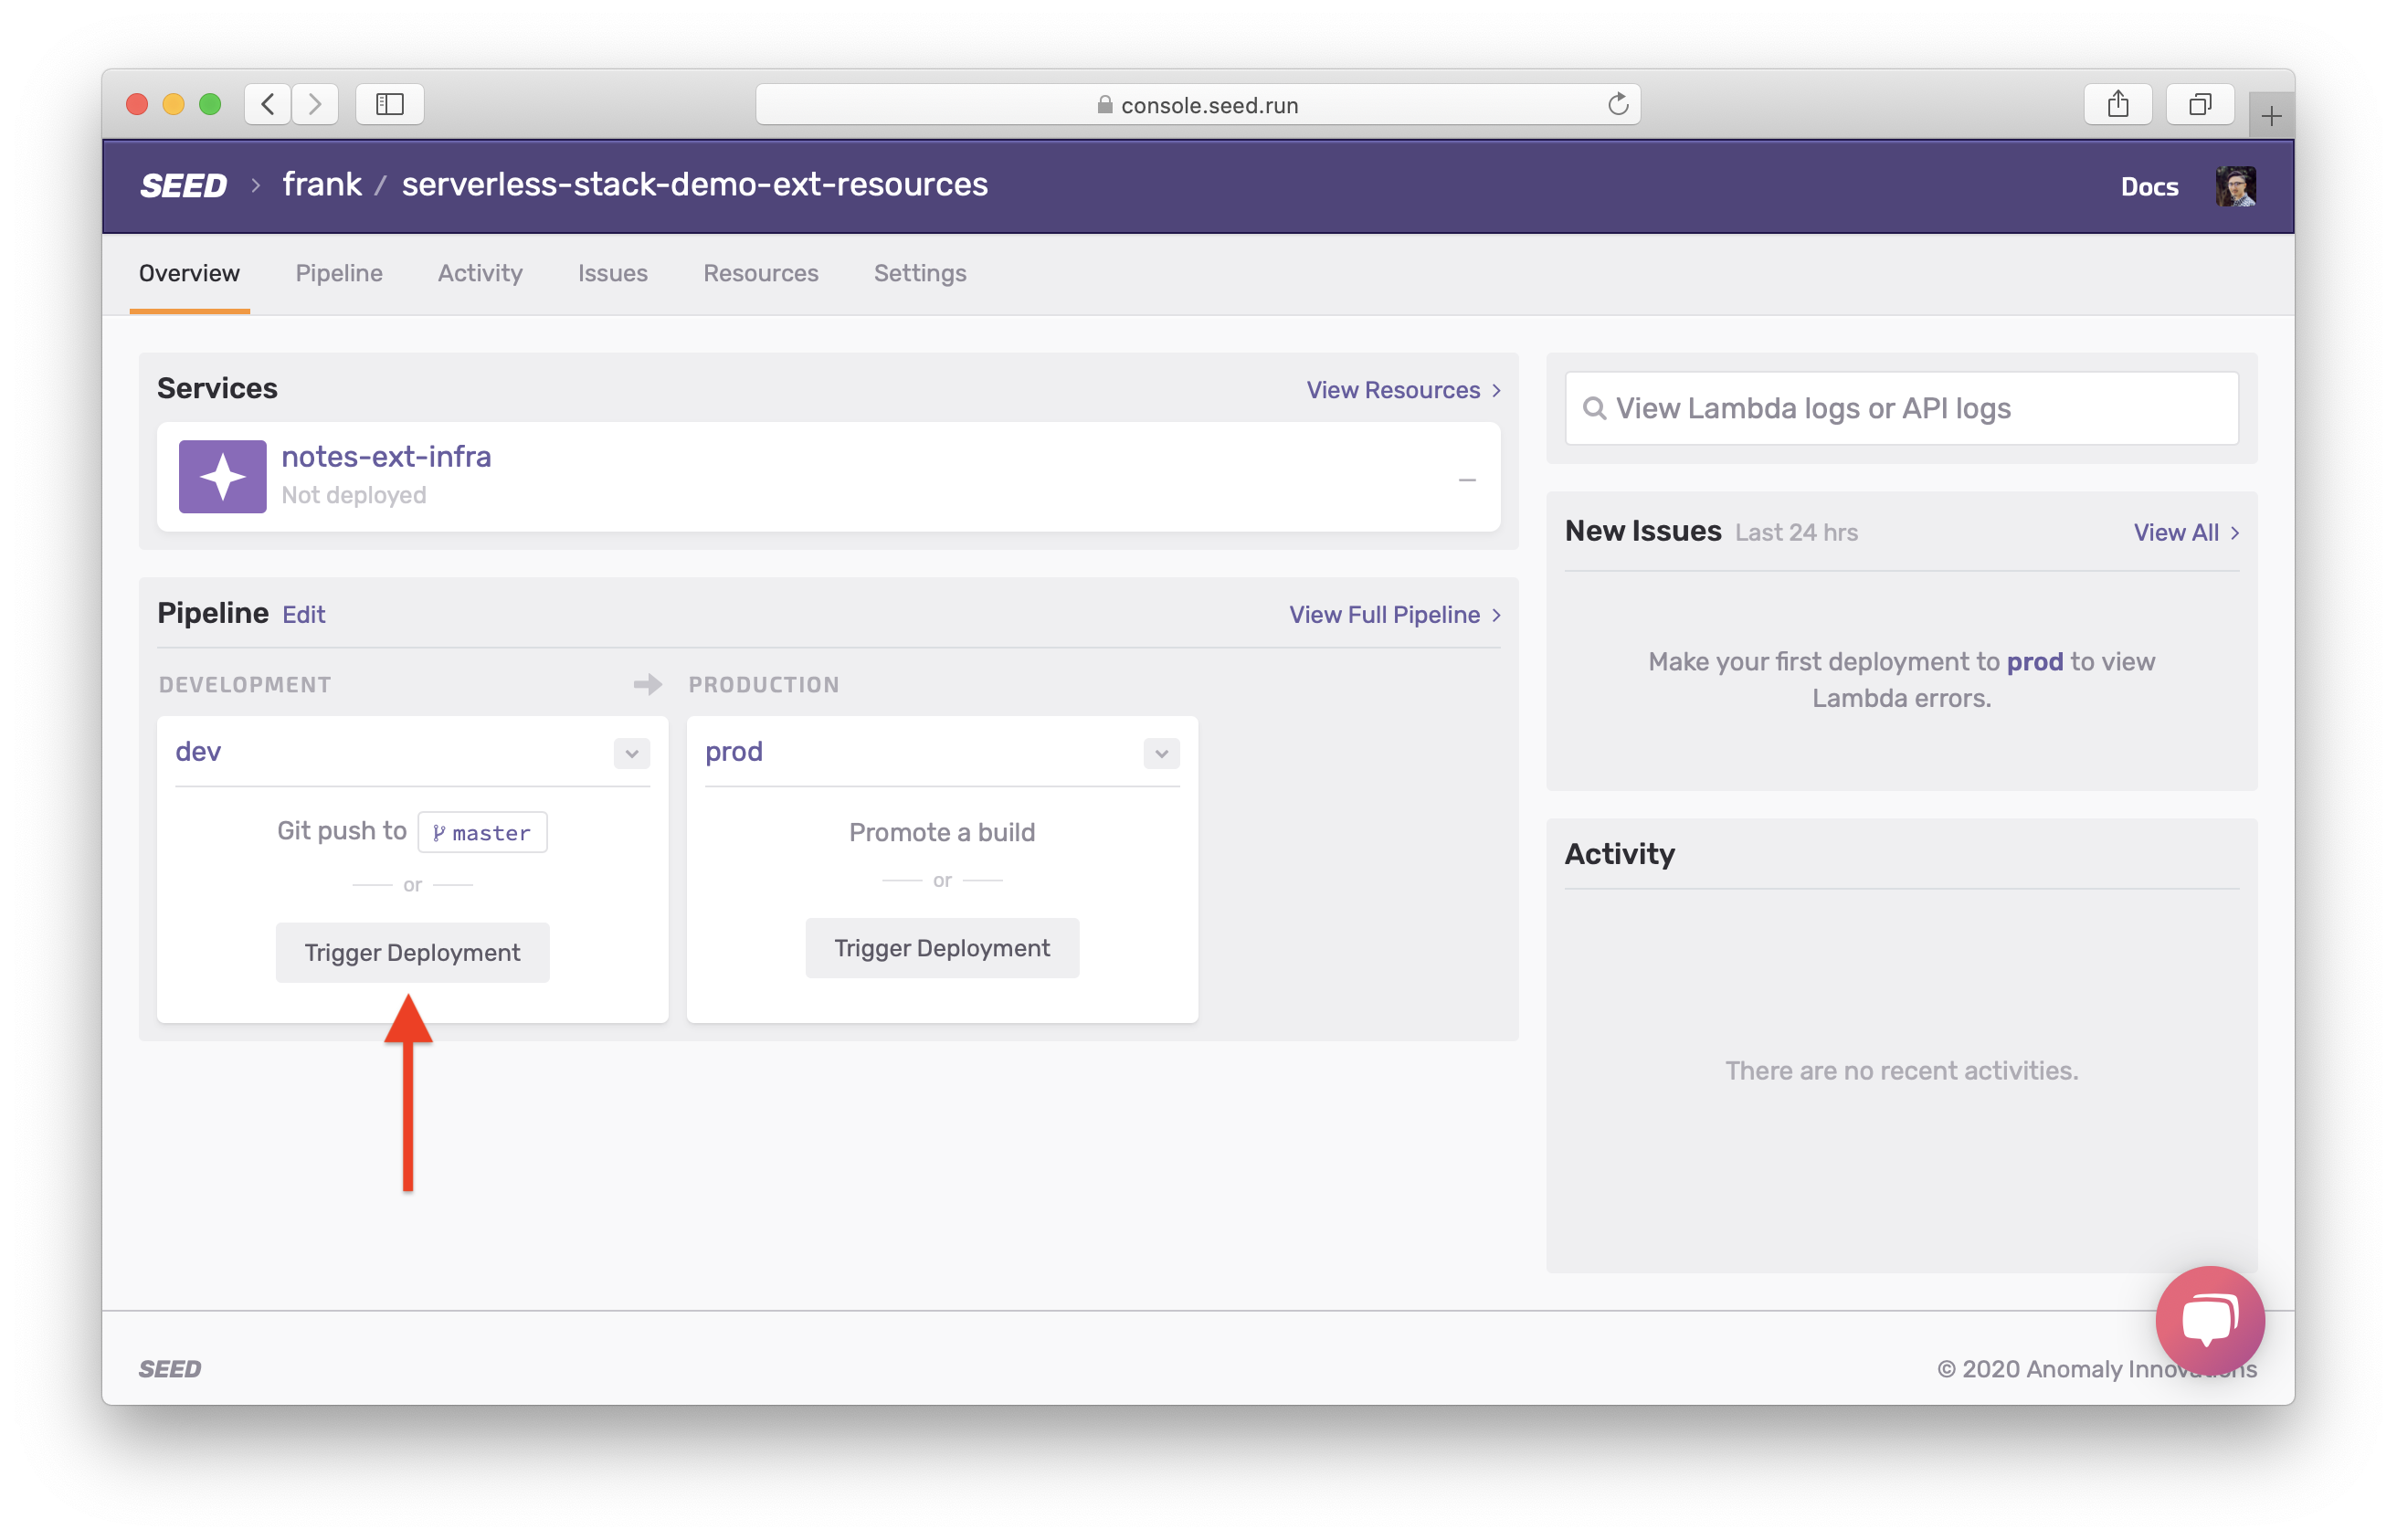 console.seed.run
SEED > frank / serverless-stack-demo-ext-resources
Docs
Overview Pipeline Activity Issues Resources Settings
Services
View Resources >
notes-ext-infra
Not deployed
Pipeline Edit
View Full Pipeline >
DEVELOPMENT
PRODUCTION
dev
Git push to master
or
Trigger Deployment
prod
Promote a build
or
Trigger Deployment
View Lambda logs or API logs
New Issues Last 24 hrs
View All >
Make your first deployment to prod to view
Lambda errors.
Activity
There are no recent activities.
SEED
© 2020 Anomaly Innovations